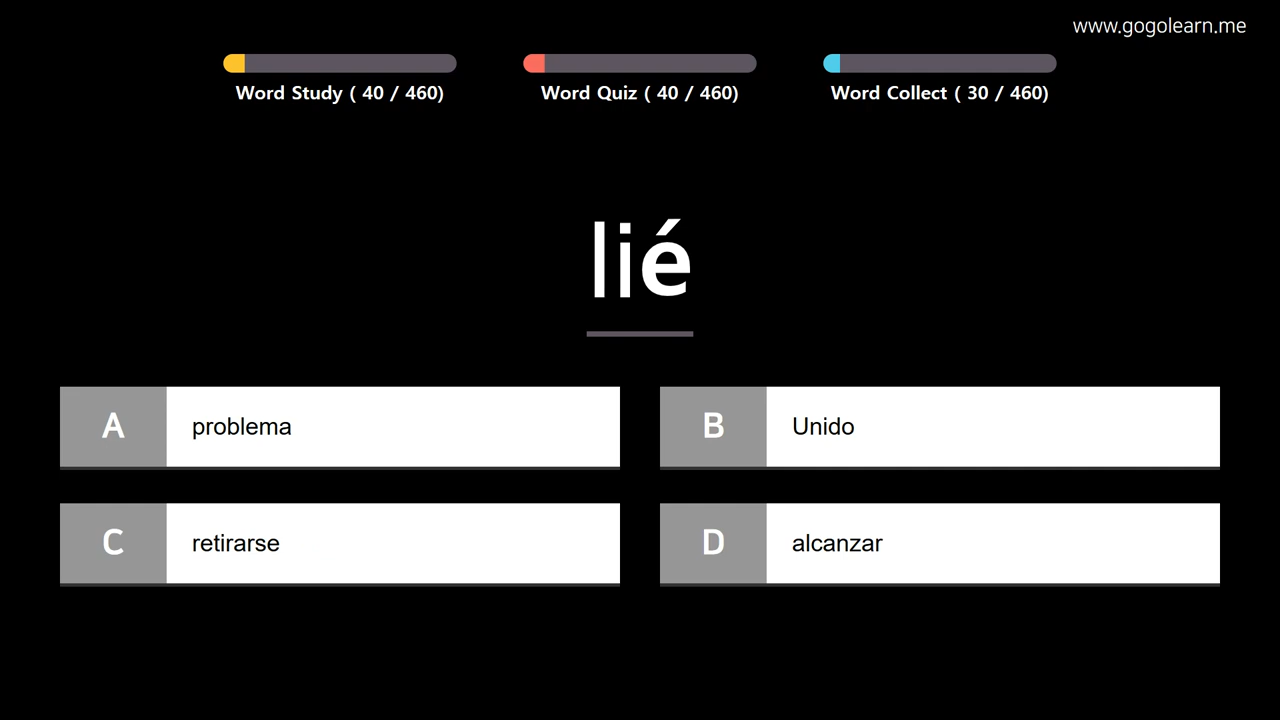 www.gogolearn.me
Word Study ( 40 / 460)
Word Quiz ( 40 / 460)
Word Collect ( 30 / 460)
lié
A problema
B Unido
C retirarse
D alcanzar